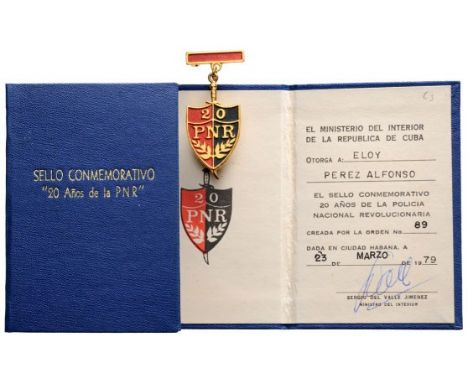 SELLO CONMEMORATIVO
"20 Años de la PNR"
20
PNR
20
PNR
EL MINISTERIO DEL INTERIOR
DE LA REPUBLICA DE CUBA
OTORGA A: ELOY
PEREZ ALFONSO
EL SELLO CONMEMORATIVO
20 AÑOS DE LA POLICIA
NACIONAL REVOLUCIONARIA
CREADA POR LA ORDEN No. 89
DADA EN CIUDAD HABANA, A
23 DE MARZO DE 1979
SERGIO DEL VALLE JIMENEZ
MINISTRO DEL INTERIOR